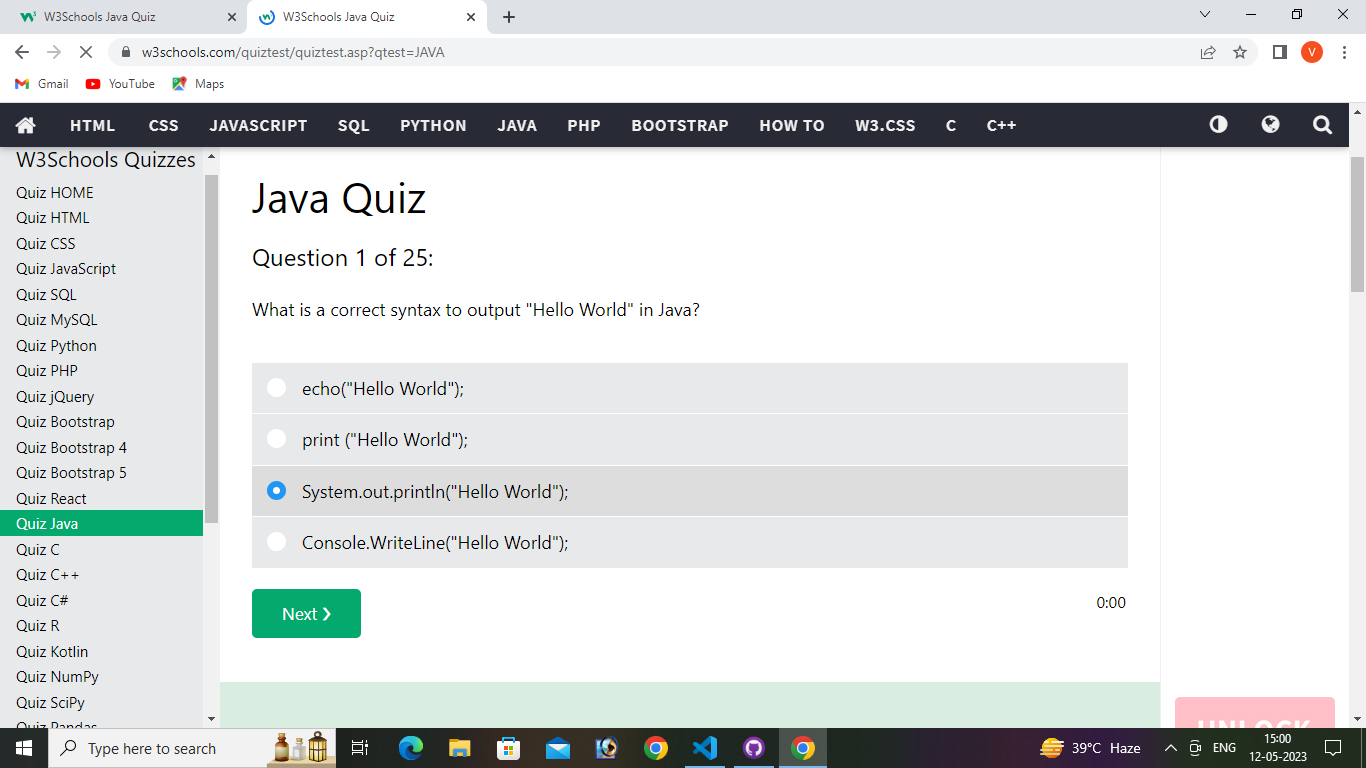 W3Schools Java Quiz
W3Schools Java Quiz
w3schools.com/quiztest/quiztest.asp?qtest=JAVA
V
Gmail
YouTube
Maps
HTML CSS JAVASCRIPT SQL PYTHON JAVA PHP BOOTSTRAP HOW TO W3.CSS C C++
W3Schools Quizzes
Quiz HOME
Quiz HTML
Quiz CSS
Quiz JavaScript
Quiz SQL
Quiz MySQL
Quiz Python
Quiz PHP
Quiz jQuery
Quiz Bootstrap
Quiz Bootstrap 4
Quiz Bootstrap 5
Quiz React
Quiz Java
Quiz C
Quiz C++
Quiz C#
Quiz R
Quiz Kotlin
Quiz NumPy
Quiz SciPy
Quiz Pandas
Java Quiz
Question 1 of 25:
What is a correct syntax to output "Hello World" in Java?
echo("Hello World");
print ("Hello World");
System.out.println("Hello World");
Console.WriteLine("Hello World");
Next ❯
0:00
UNLOCK
Type here to search
39°C Haze
ENG
15:00
12-05-2023